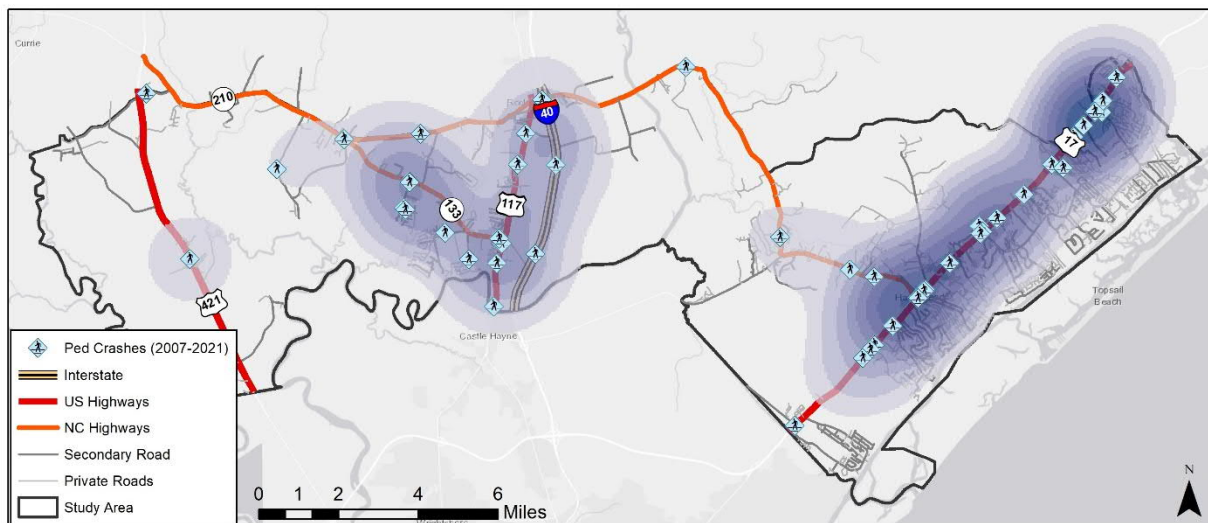 Currie
210
40
17
133
117
421
Topsail
Beach
Castle Hayne
Ped Crashes (2007-2021)
Interstate
US Highways
NC Highways
Secondary Road
Private Roads
Study Area
0 1 2 4 6
Miles
N